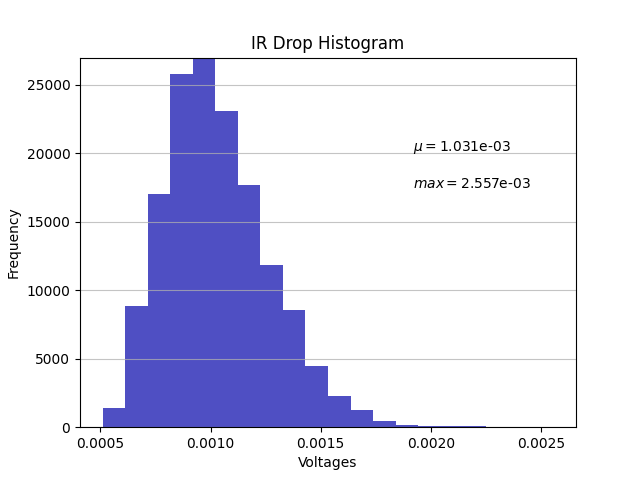 IR Drop Histogram
Frequency
25000
20000
15000
10000
5000
0
μ = 1.031e-03
max = 2.557e-03
0.0005 0.0010 0.0015 0.0020 0.0025
Voltages